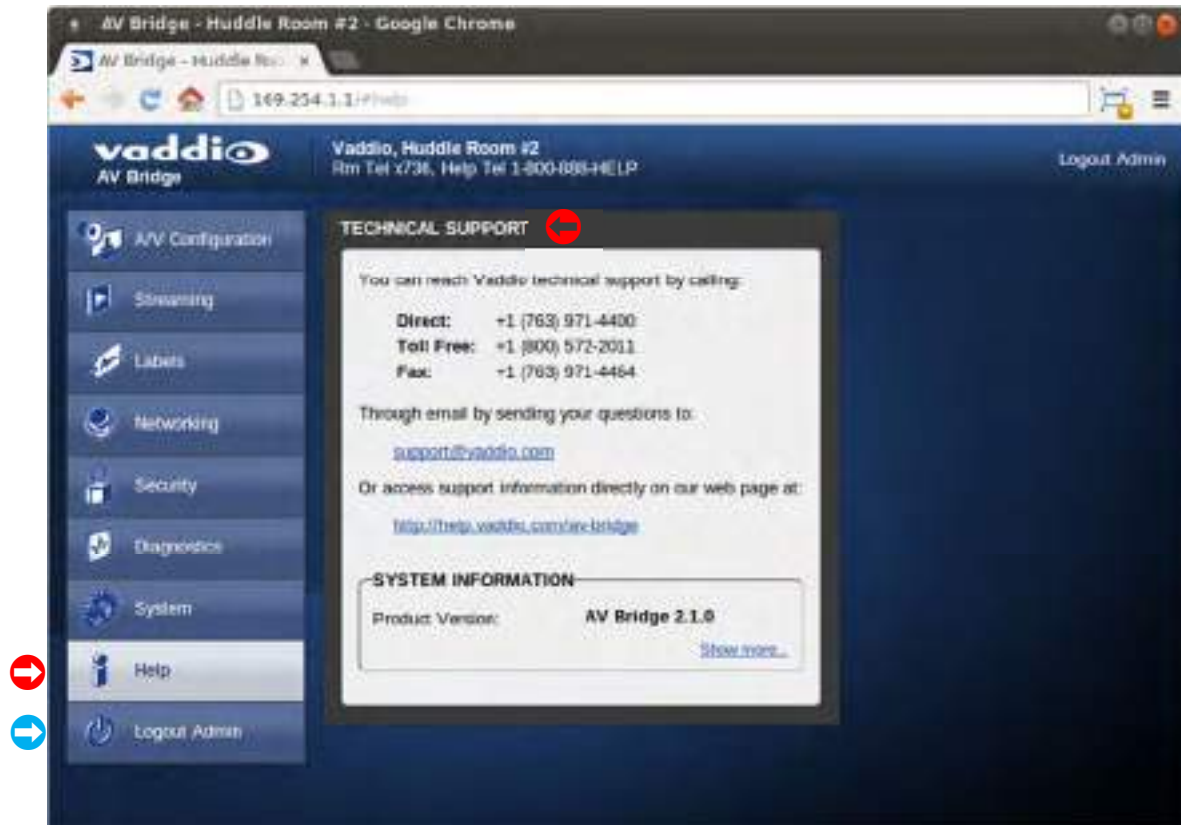 AV Bridge - Huddle Room #2 - Google Chrome
AV Bridge - Huddle Roo
169.254.1.1/#help
vaddio
AV Bridge
Vaddio, Huddle Room #2
Rm Tel x736, Help Tel 1-800-888-HELP
Logout Admin
A/V Configuration
Streaming
Labels
Networking
Security
Diagnostics
System
Help
Logout Admin
TECHNICAL SUPPORT
You can reach Vaddio technical support by calling:
Direct: +1 (763) 971-4400
Toll Free: +1 (800) 572-2011
Fax: +1 (763) 971-4464
Through email by sending your questions to:
support@vaddio.com
Or access support information directly on our web page at:
http://help.vaddio.com/av-bridge
SYSTEM INFORMATION
Product Version: AV Bridge 2.1.0
Show more...